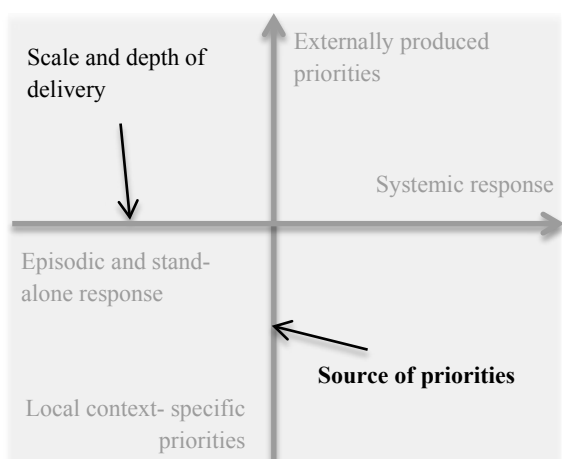 Scale and depth of
delivery
Externally produced
priorities
Systemic response
Episodic and stand-
alone response
Source of priorities
Local context- specific
priorities